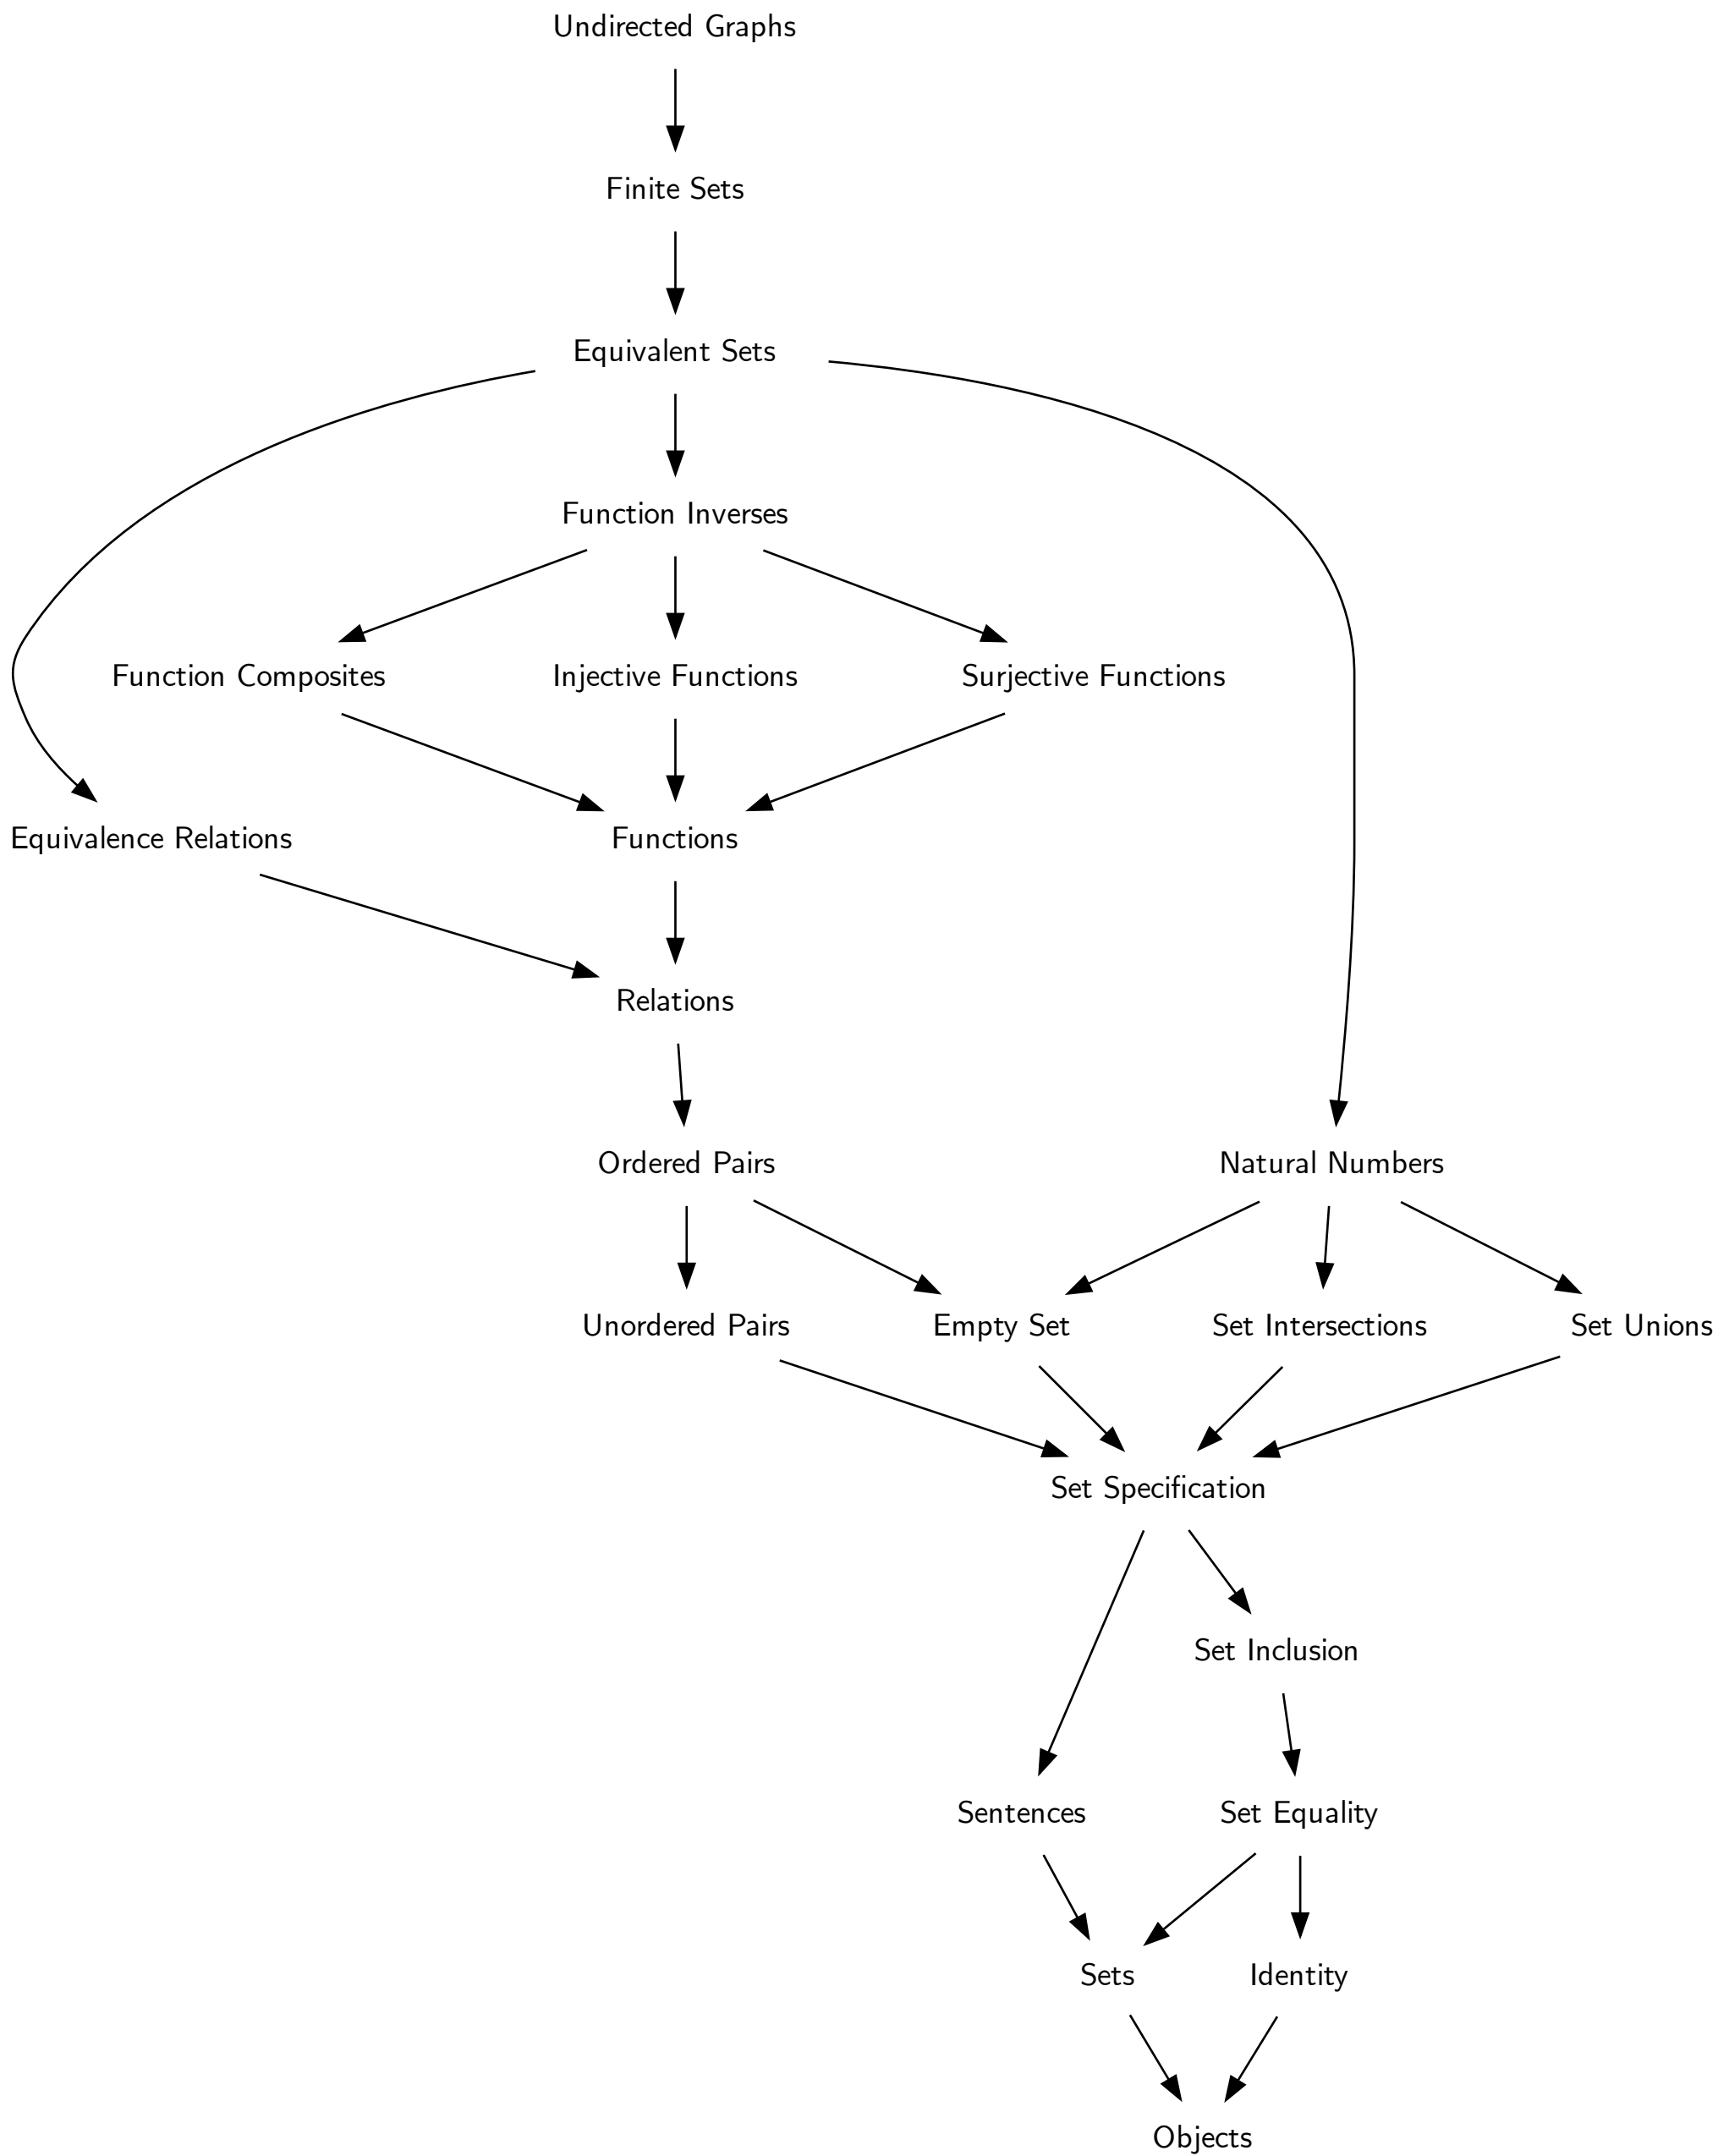 Undirected Graphs
Finite Sets
Equivalent Sets
Function Inverses
Function Composites
Injective Functions
Surjective Functions
Equivalence Relations
Functions
Relations
Ordered Pairs
Natural Numbers
Unordered Pairs
Empty Set
Set Intersections
Set Unions
Set Specification
Set Inclusion
Sentences
Set Equality
Sets
Identity
Objects